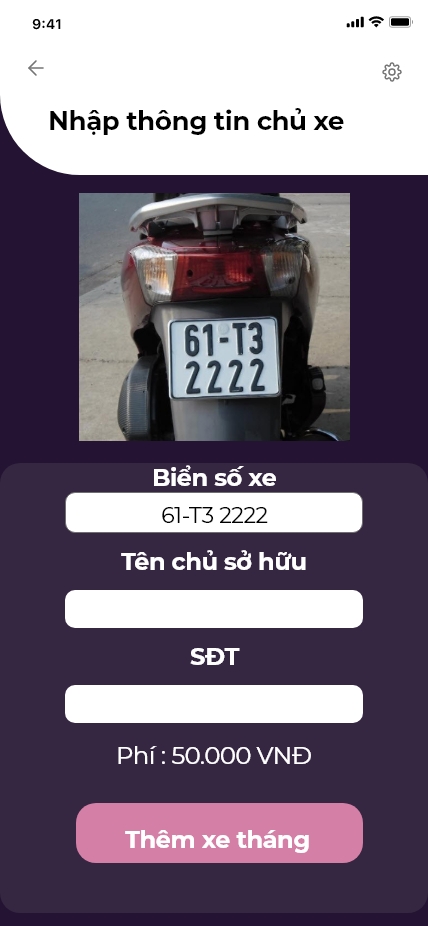 9:41
Nhập thông tin chủ xe
61-T3
2222
Biển số xe
61-T3 2222
Tên chủ sở hữu
SĐT
Phí : 50.000 VNĐ
Thêm xe tháng